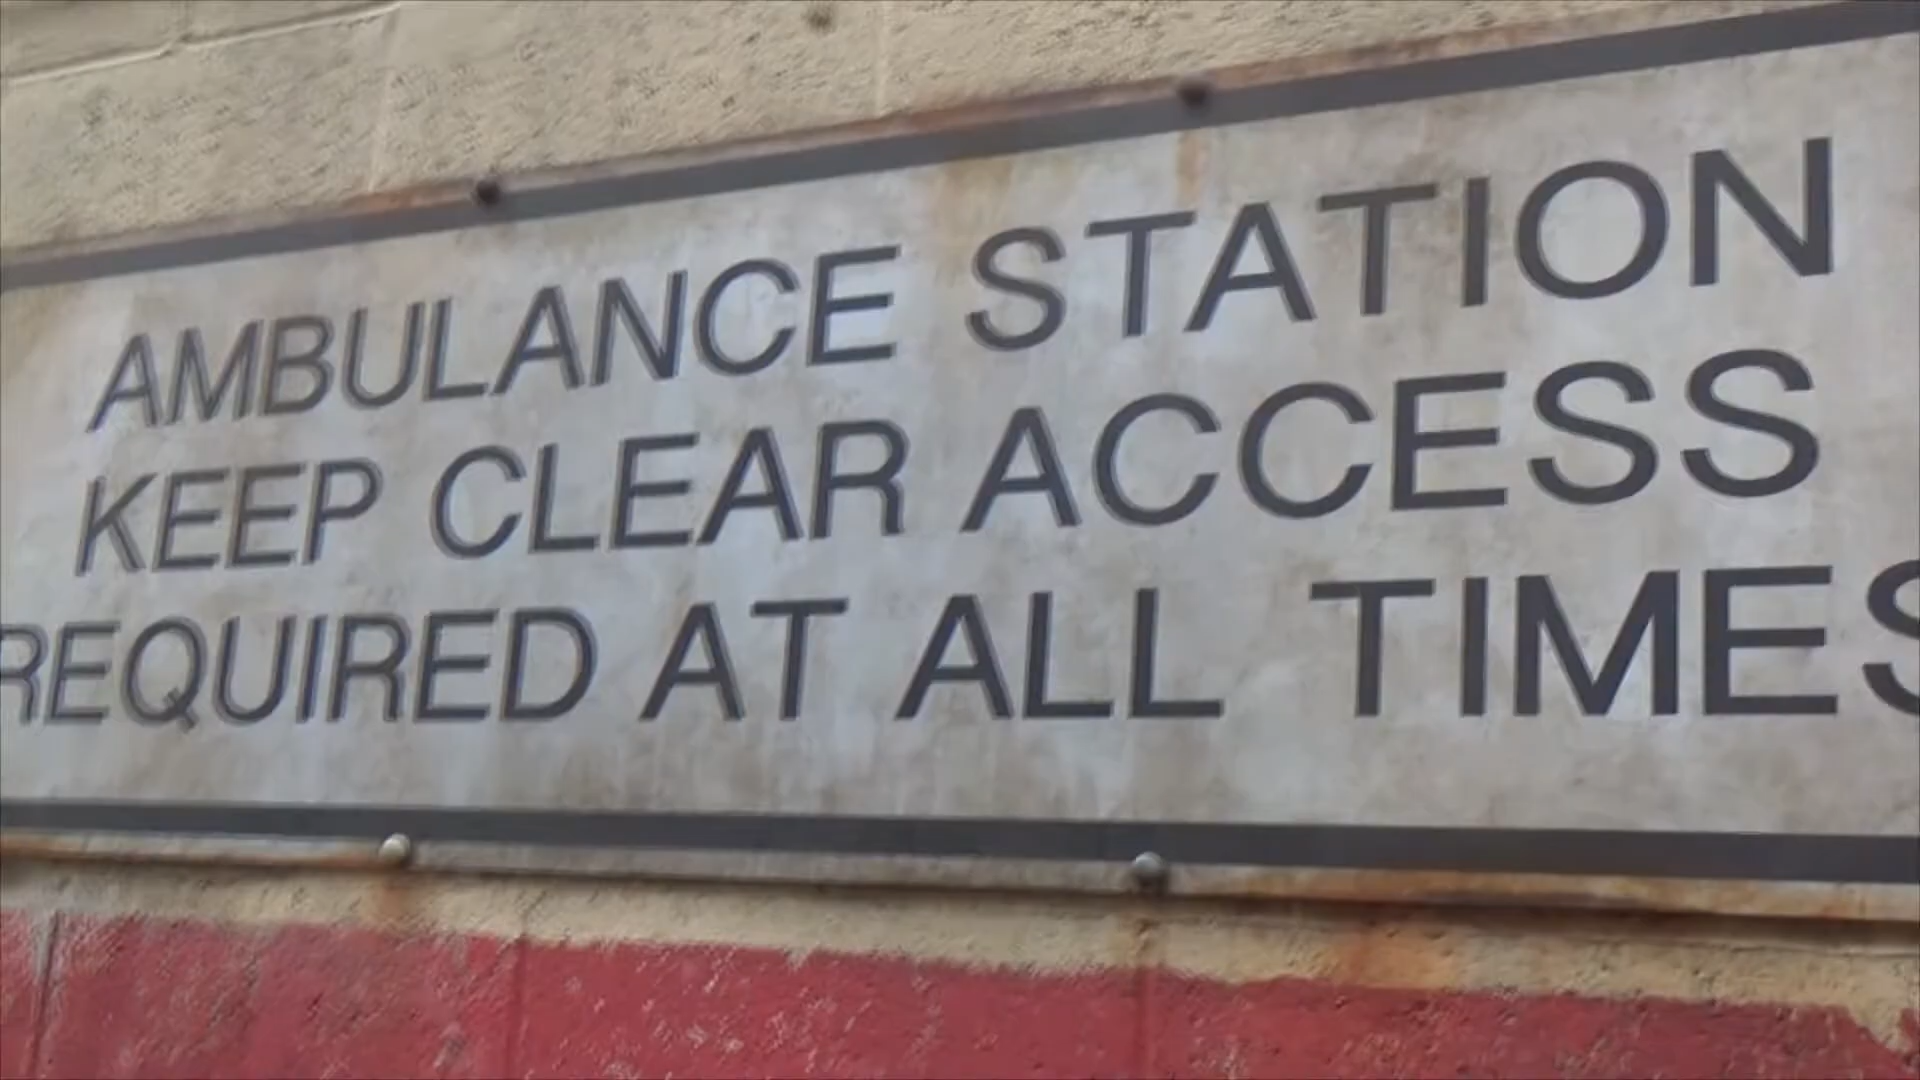 AMBULANCE STATION
KEEP CLEAR ACCESS
REQUIRED AT ALL TIMES